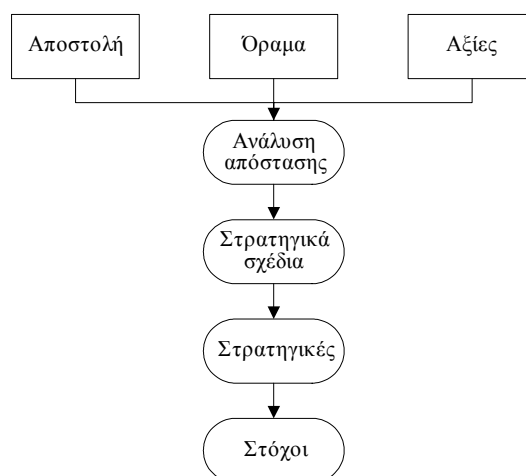 Αποστολή
Όραμα
Αξίες
Ανάλυση
απόστασης
Στρατηγικά
σχέδια
Στρατηγικές
Στόχοι